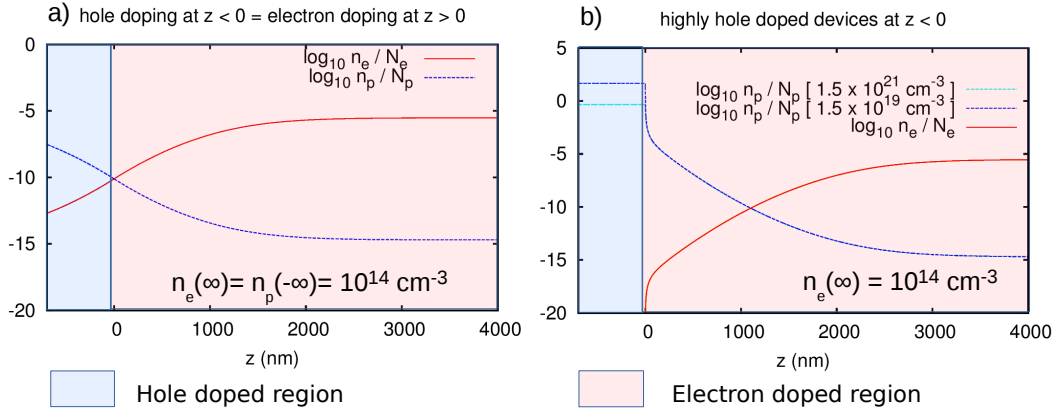 a) hole doping at z < 0 = electron doping at z > 0
0
-5
-10
-15
-20
log10 ne / Ne
log10 np / Np
ne(∞)= np(-∞)= 10^14 cm^-3
0 1000 2000 3000 4000
z (nm)
Hole doped region
b) highly hole doped devices at z < 0
5
0
-5
-10
-15
-20
log10 np / Np [ 1.5 x 10^21 cm^-3 ]
log10 np / Np [ 1.5 x 10^19 cm^-3 ]
log10 ne / Ne
ne(∞) = 10^14 cm^-3
0 1000 2000 3000 4000
z (nm)
Electron doped region